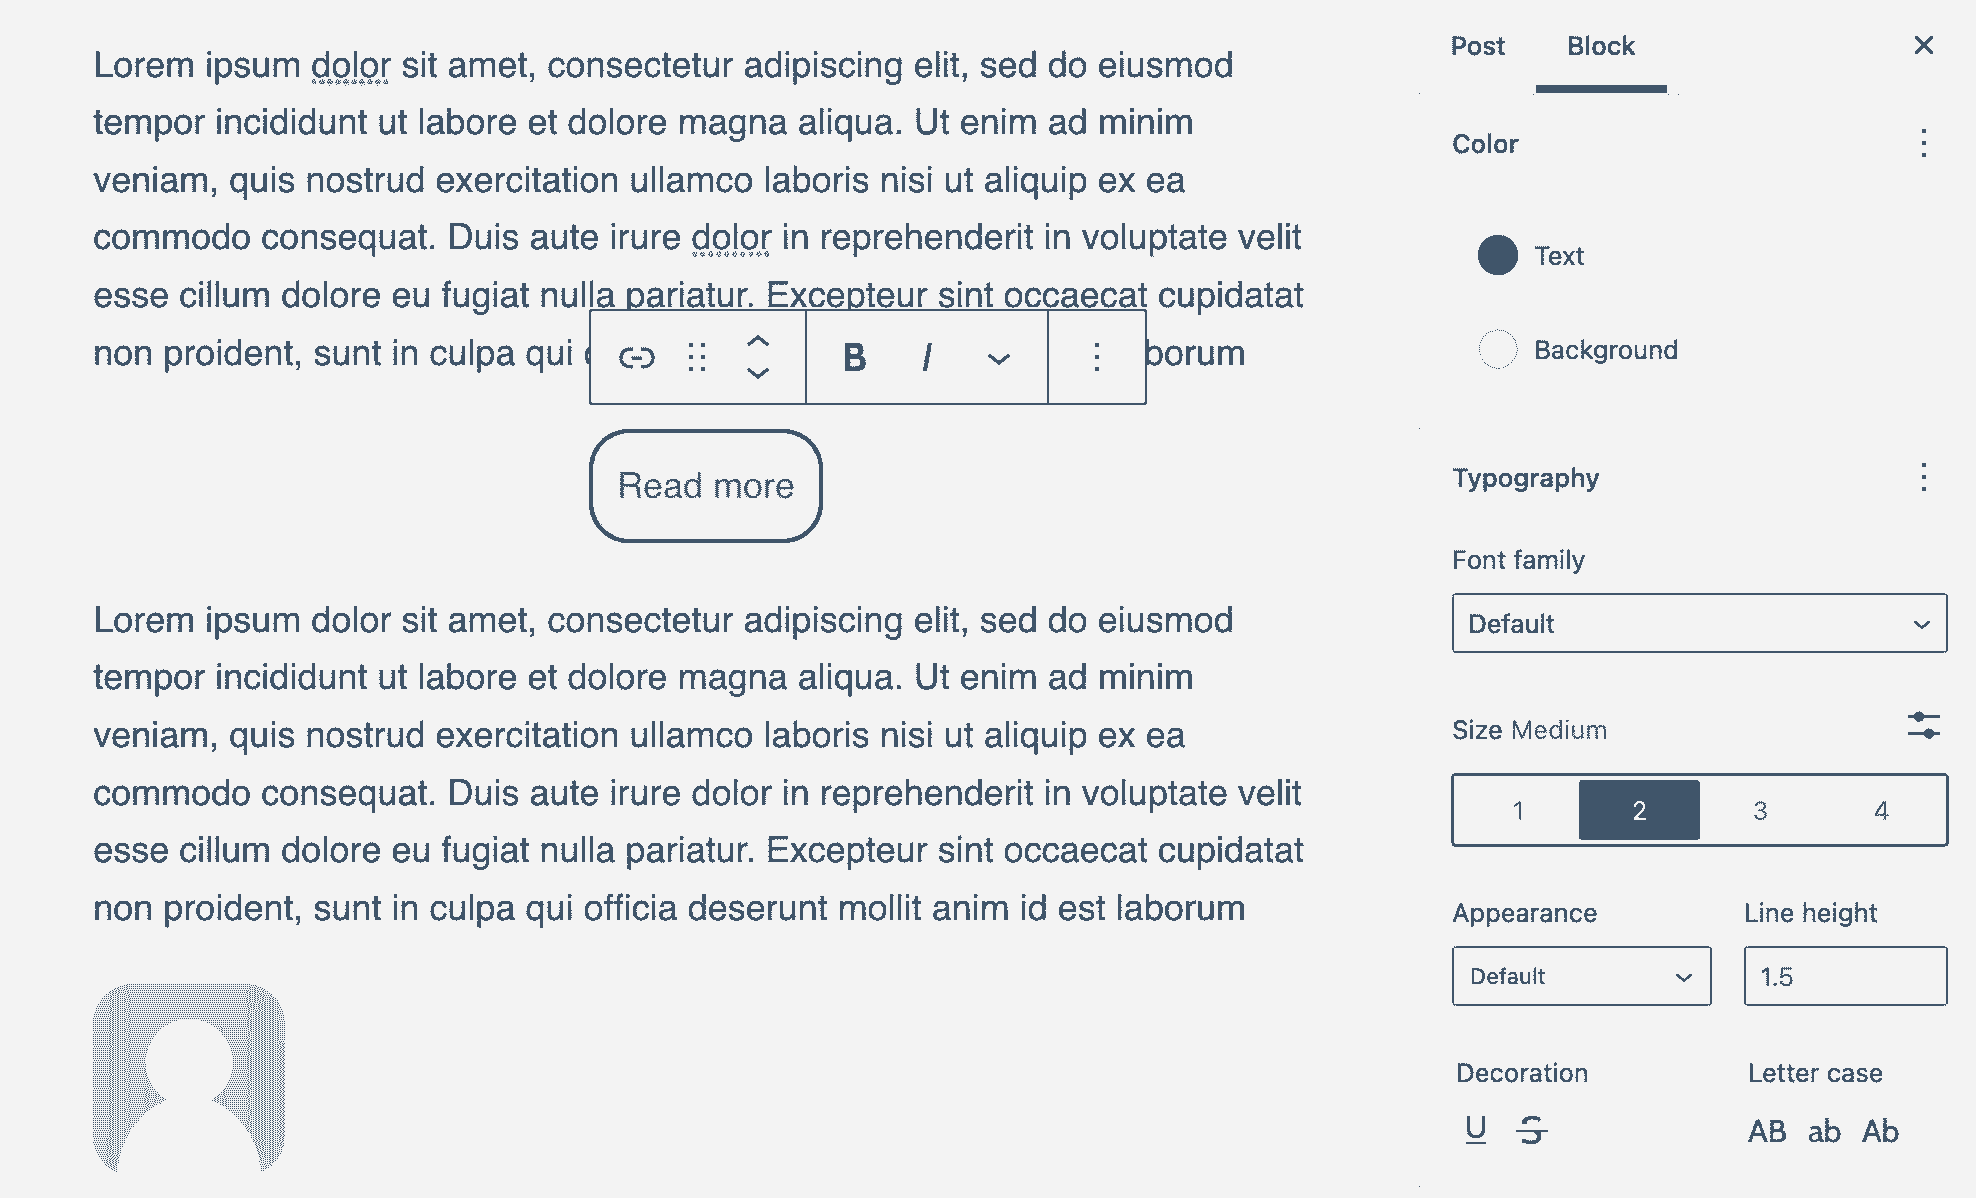 Lorem ipsum dolor sit amet, consectetur adipiscing elit, sed do eiusmod
tempor incididunt ut labore et dolore magna aliqua. Ut enim ad minim
veniam, quis nostrud exercitation ullamco laboris nisi ut aliquip ex ea
commodo consequat. Duis aute irure dolor in reprehenderit in voluptate velit
esse cillum dolore eu fugiat nulla pariatur. Excepteur sint occaecat cupidatat
non proident, sunt in culpa qui borum
B I
Read more
Lorem ipsum dolor sit amet, consectetur adipiscing elit, sed do eiusmod
tempor incididunt ut labore et dolore magna aliqua. Ut enim ad minim
veniam, quis nostrud exercitation ullamco laboris nisi ut aliquip ex ea
commodo consequat. Duis aute irure dolor in reprehenderit in voluptate velit
esse cillum dolore eu fugiat nulla pariatur. Excepteur sint occaecat cupidatat
non proident, sunt in culpa qui officia deserunt mollit anim id est laborum
Post Block
Color
Text
Background
Typography
Font family
Default
Size Medium
1 2 3 4
Appearance Line height
Default 1.5
Decoration Letter case
U S AB ab Ab